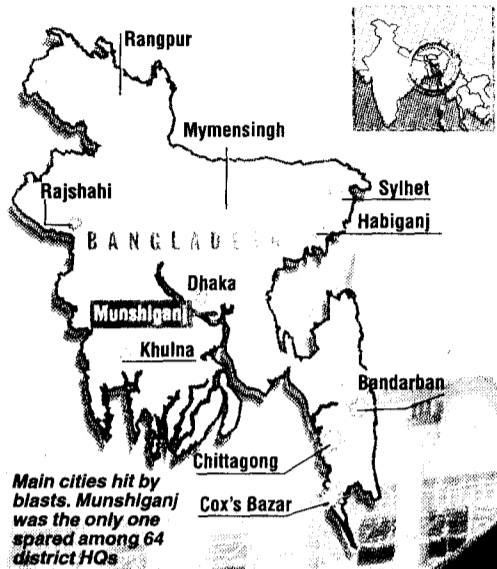 Rangpur
Mymensingh
Sylhet
Rajshahi
Habiganj
BANGLADESH
Dhaka
Munshiganj
Khulna
Bandarban
Chittagong
Cox's Bazar
Main cities hit by
blasts. Munshiganj
was the only one
spared among 64
district HQs